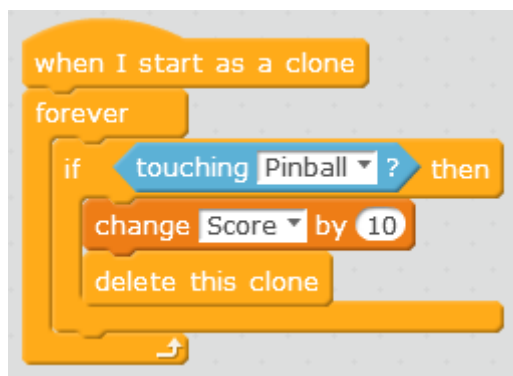 when I start as a clone
forever
if touching Pinball ? then
change Score by 10
delete this clone